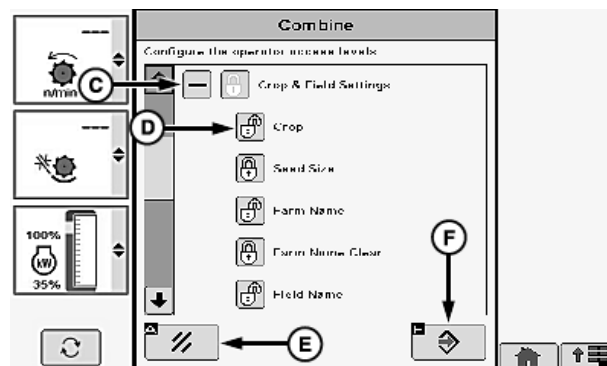 Combine
Configure the operator access levels
---
n/min
C
Crop & Field Settings
D
Crop
---
Seed Size
Farm Name
F
100%
kW
35%
Farm Name Clear
Field Name
E